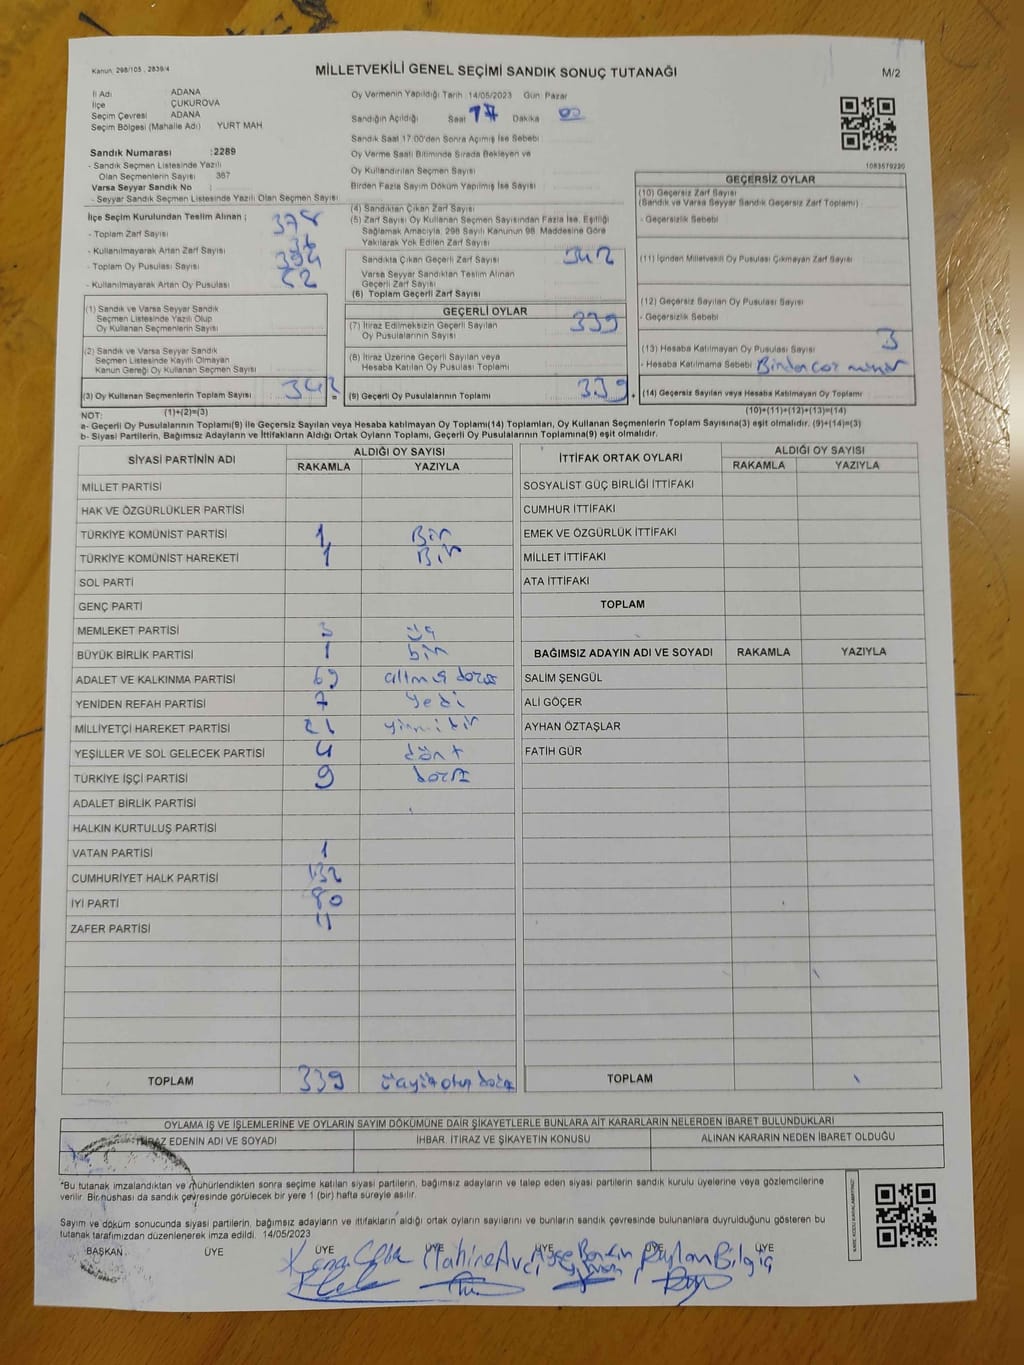 Kanun: 298/105 , 2839/4
MİLLETVEKİLİ GENEL SEÇİMİ SANDIK SONUÇ TUTANAĞI
M/2
İl Adı ADANA
İlçe ÇUKUROVA
Seçim Çevresi ADANA
Seçim Bölgesi (Mahalle Adı) YURT MAH
Sandık Numarası :2289
- Sandık Seçmen Listesinde Yazılı
Olan Seçmenlerin Sayısı 367
Varsa Seyyar Sandık No :
- Seyyar Sandık Seçmen Listesinde Yazılı Olan Seçmen Sayısı
İlçe Seçim Kurulundan Teslim Alınan ;
- Toplam Zarf Sayısı 378
- Kullanılmayarak Artan Zarf Sayısı 36
- Toplam Oy Pusulası Sayısı 394
- Kullanılmayarak Artan Oy Pusulası 52
(1) Sandık ve Varsa Seyyar Sandık
Seçmen Listesinde Yazılı Olup
Oy Kullanan Seçmenlerin Sayısı
(2) Sandık ve Varsa Seyyar Sandık
Seçmen Listesinde Kayıtlı Olmayan
Kanun Gereği Oy Kullanan Seçmen Sayısı
(3) Oy Kullanan Seçmenlerin Toplam Sayısı 342
(1)+(2)=(3)
Oy Vermenin Yapıldığı Tarih :14/05/2023 Gün: Pazar
Sandığın Açıldığı Saat 17 Dakika 00
Sandık Saat 17:00'den Sonra Açılmış İse Sebebi
Oy Verme Saati Bitiminde Sırada Bekleyen ve
Oy Kullandırılan Seçmen Sayısı
Birden Fazla Sayım Döküm Yapılmış İse Sayısı
(4) Sandıktan Çıkan Zarf Sayısı
(5) Zarf Sayısı Oy Kullanan Seçmen Sayısından Fazla İse, Eşitliği
Sağlamak Amacıyla, 298 Sayılı Kanunun 98. Maddesine Göre
Yakılarak Yok Edilen Zarf Sayısı
Sandıkta Çıkan Geçerli Zarf Sayısı 342
Varsa Seyyar Sandıktan Teslim Alınan
Geçerli Zarf Sayısı
(6) Toplam Geçerli Zarf Sayısı
GEÇERLİ OYLAR
(7) İtiraz Edilmeksizin Geçerli Sayılan
Oy Pusulalarının Sayısı 339
(8) İtiraz Üzerine Geçerli Sayılan veya
Hesaba Katılan Oy Pusulası Toplamı
(9) Geçerli Oy Pusulalarının Toplamı 339
1083579220
GEÇERSİZ OYLAR
(10) Geçersiz Zarf Sayısı
(Sandık ve Varsa Seyyar Sandık Geçersiz Zarf Toplamı)
- Geçersizlik Sebebi
(11) İçinden Milletvekili Oy Pusulası Çıkmayan Zarf Sayısı
(12) Geçersiz Sayılan Oy Pusulası Sayısı
- Geçersizlik Sebebi
(13) Hesaba Katılmayan Oy Pusulası Sayısı 3
- Hesaba Katılmama Sebebi
(14) Geçersiz Sayılan veya Hesaba Katılmayan Oy Toplamı
(10)+(11)+(12)+(13)=(14)
NOT:
a- Geçerli Oy Pusulalarının Toplamı(9) ile Geçersiz Sayılan veya Hesaba Katılmayan Oy Toplamı(14) Toplamları, Oy Kullanan Seçmenlerin Toplam Sayısına(3) eşit olmalıdır. (9)+(14)=(3)
b- Siyasi Partilerin, Bağımsız Adayların ve İttifakların Aldığı Ortak Oyların Toplamı, Geçerli Oy Pusulalarının Toplamına(9) eşit olmalıdır.
SİYASİ PARTİNİN ADI ALDIĞI OY SAYISI
RAKAMLA YAZIYLA
MİLLET PARTİSİ
HAK VE ÖZGÜRLÜKLER PARTİSİ
TÜRKİYE KOMÜNİST PARTİSİ 1 Bir
TÜRKİYE KOMÜNİST HAREKETİ 1 Bir
SOL PARTİ
GENÇ PARTİ
MEMLEKET PARTİSİ 3 üç
BÜYÜK BİRLİK PARTİSİ 1 bir
ADALET VE KALKINMA PARTİSİ 69 altmış dokuz
YENİDEN REFAH PARTİSİ 7 yedi
MİLLİYETÇİ HAREKET PARTİSİ 21 yirmi bir
YEŞİLLER VE SOL GELECEK PARTİSİ 4 dört
TÜRKİYE İŞÇİ PARTİSİ 9 dokuz
ADALET BİRLİK PARTİSİ
HALKIN KURTULUŞ PARTİSİ
VATAN PARTİSİ 1
CUMHURİYET HALK PARTİSİ 132
İYİ PARTİ 80
ZAFER PARTİSİ 11
TOPLAM 339
İTTİFAK ORTAK OYLARI ALDIĞI OY SAYISI
RAKAMLA YAZIYLA
SOSYALİST GÜÇ BİRLİĞİ İTTİFAKI
CUMHUR İTTİFAKI
EMEK VE ÖZGÜRLÜK İTTİFAKI
MİLLET İTTİFAKI
ATA İTTİFAKI
TOPLAM
BAĞIMSIZ ADAYIN ADI VE SOYADI RAKAMLA YAZIYLA
SALİM ŞENGÜL
ALİ GÖÇER
AYHAN ÖZTAŞLAR
FATİH GÜR
TOPLAM
OYLAMA İŞ VE İŞLEMLERİNE VE OYLARIN SAYIM DÖKÜMÜNE DAİR ŞİKAYETLERLE BUNLARA AİT KARARLARIN NELERDEN İBARET BULUNDUKLARI
İTİRAZ EDENİN ADI VE SOYADI İHBAR, İTİRAZ VE ŞİKAYETİN KONUSU ALINAN KARARIN NEDEN İBARET OLDUĞU
*Bu tutanak imzalandıktan ve mühürlendikten sonra seçime katılan siyasi partilerin, bağımsız adayların ve talep eden siyasi partilerin sandık kurulu üyelerine veya gözlemcilerine
verilir. Bir nüshası da sandık çevresinde görülecek bir yere 1 (bir) hafta süreyle asılır.
Sayım ve döküm sonucunda siyasi partilerin, bağımsız adayların ve ittifakların aldığı ortak oyların sayılarını ve bunların sandık çevresinde bulunanlara duyrulduğunu gösteren bu
tutanak tarafımızdan düzenlenerek imza edildi. 14/05/2023
BAŞKAN ÜYE ÜYE ÜYE ÜYE ÜYE ÜYE
Mahire Avcı
Ceylan Bilgiç